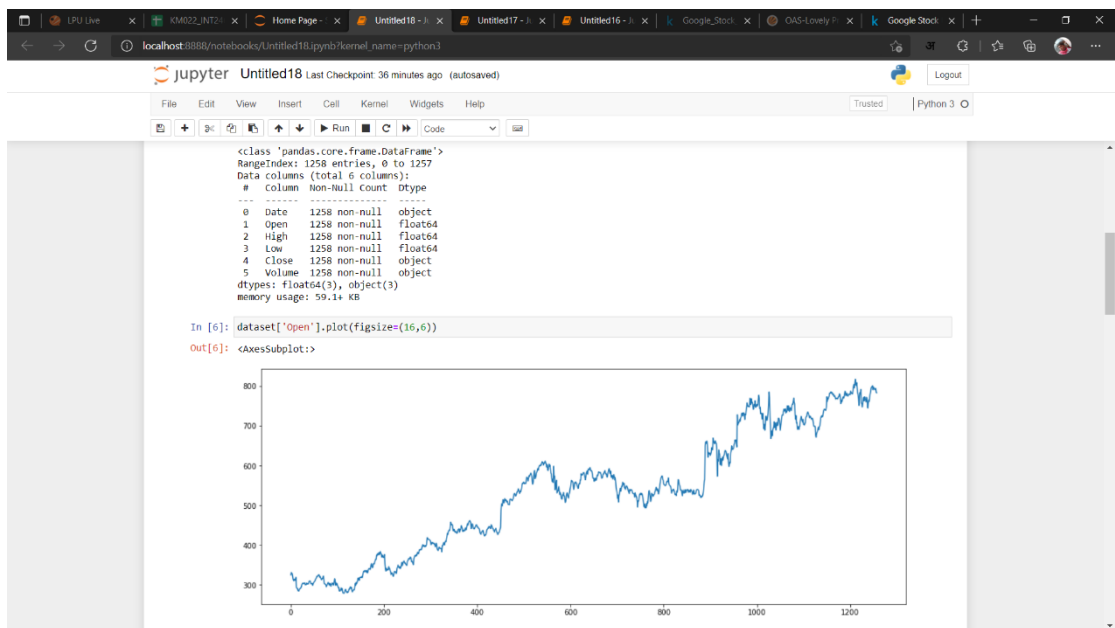 LPU Live
KM022_INT24
Home Page -
Untitled18 - Ju
Untitled17 - Ju
Untitled16 - Ju
Google_Stock
OAS-Lovely P
Google Stock
localhost:8888/notebooks/Untitled18.ipynb?kernel_name=python3
अ
jupyter Untitled18 Last Checkpoint: 36 minutes ago (autosaved)
Logout
File Edit View Insert Cell Kernel Widgets Help
Trusted Python 3
Run Code
<class 'pandas.core.frame.DataFrame'>
RangeIndex: 1258 entries, 0 to 1257
Data columns (total 6 columns):
# Column Non-Null Count Dtype
--- ------ -------------- -----
0 Date 1258 non-null object
1 Open 1258 non-null float64
2 High 1258 non-null float64
3 Low 1258 non-null float64
4 Close 1258 non-null object
5 Volume 1258 non-null object
dtypes: float64(3), object(3)
memory usage: 59.1+ KB
In [6]: dataset['Open'].plot(figsize=(16,6))
Out[6]: <AxesSubplot:>
800
700
600
500
400
300
0 200 400 600 800 1000 1200